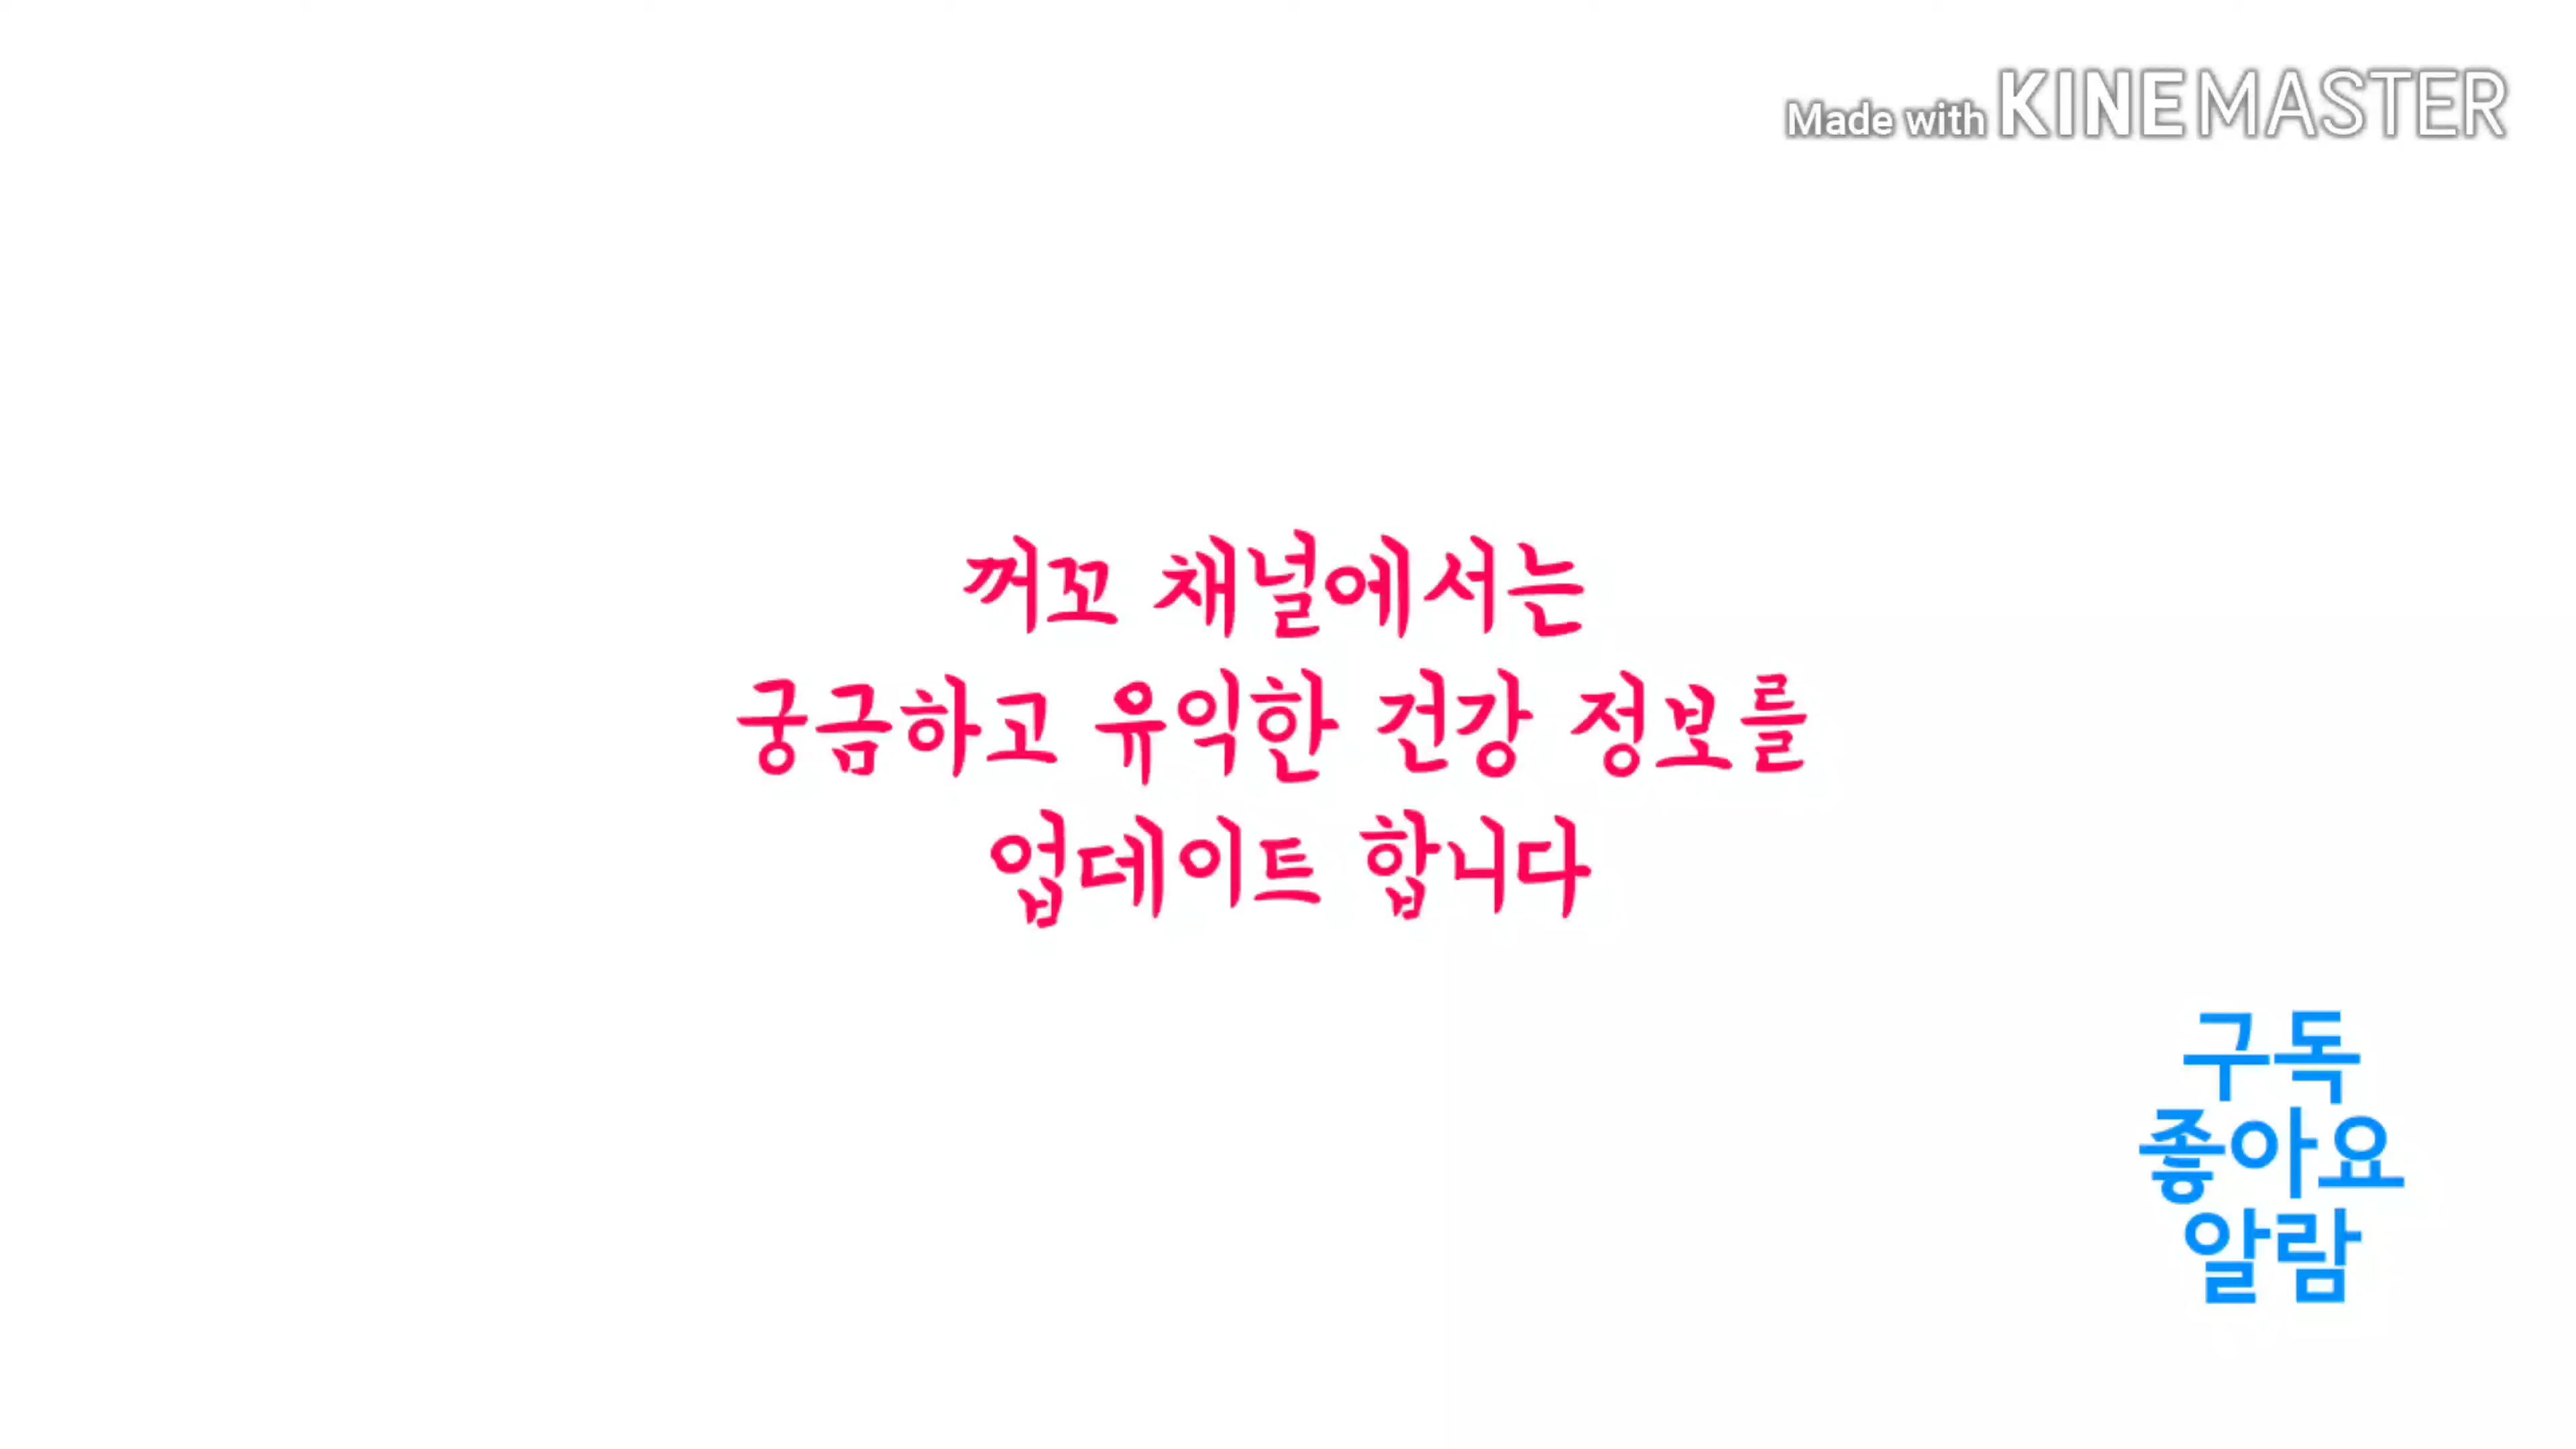 Made with KINEMASTER
꺼꼬 채널에서는
궁금하고 유익한 건강 정보를
업데이트 합니다
구독
좋아요
알람